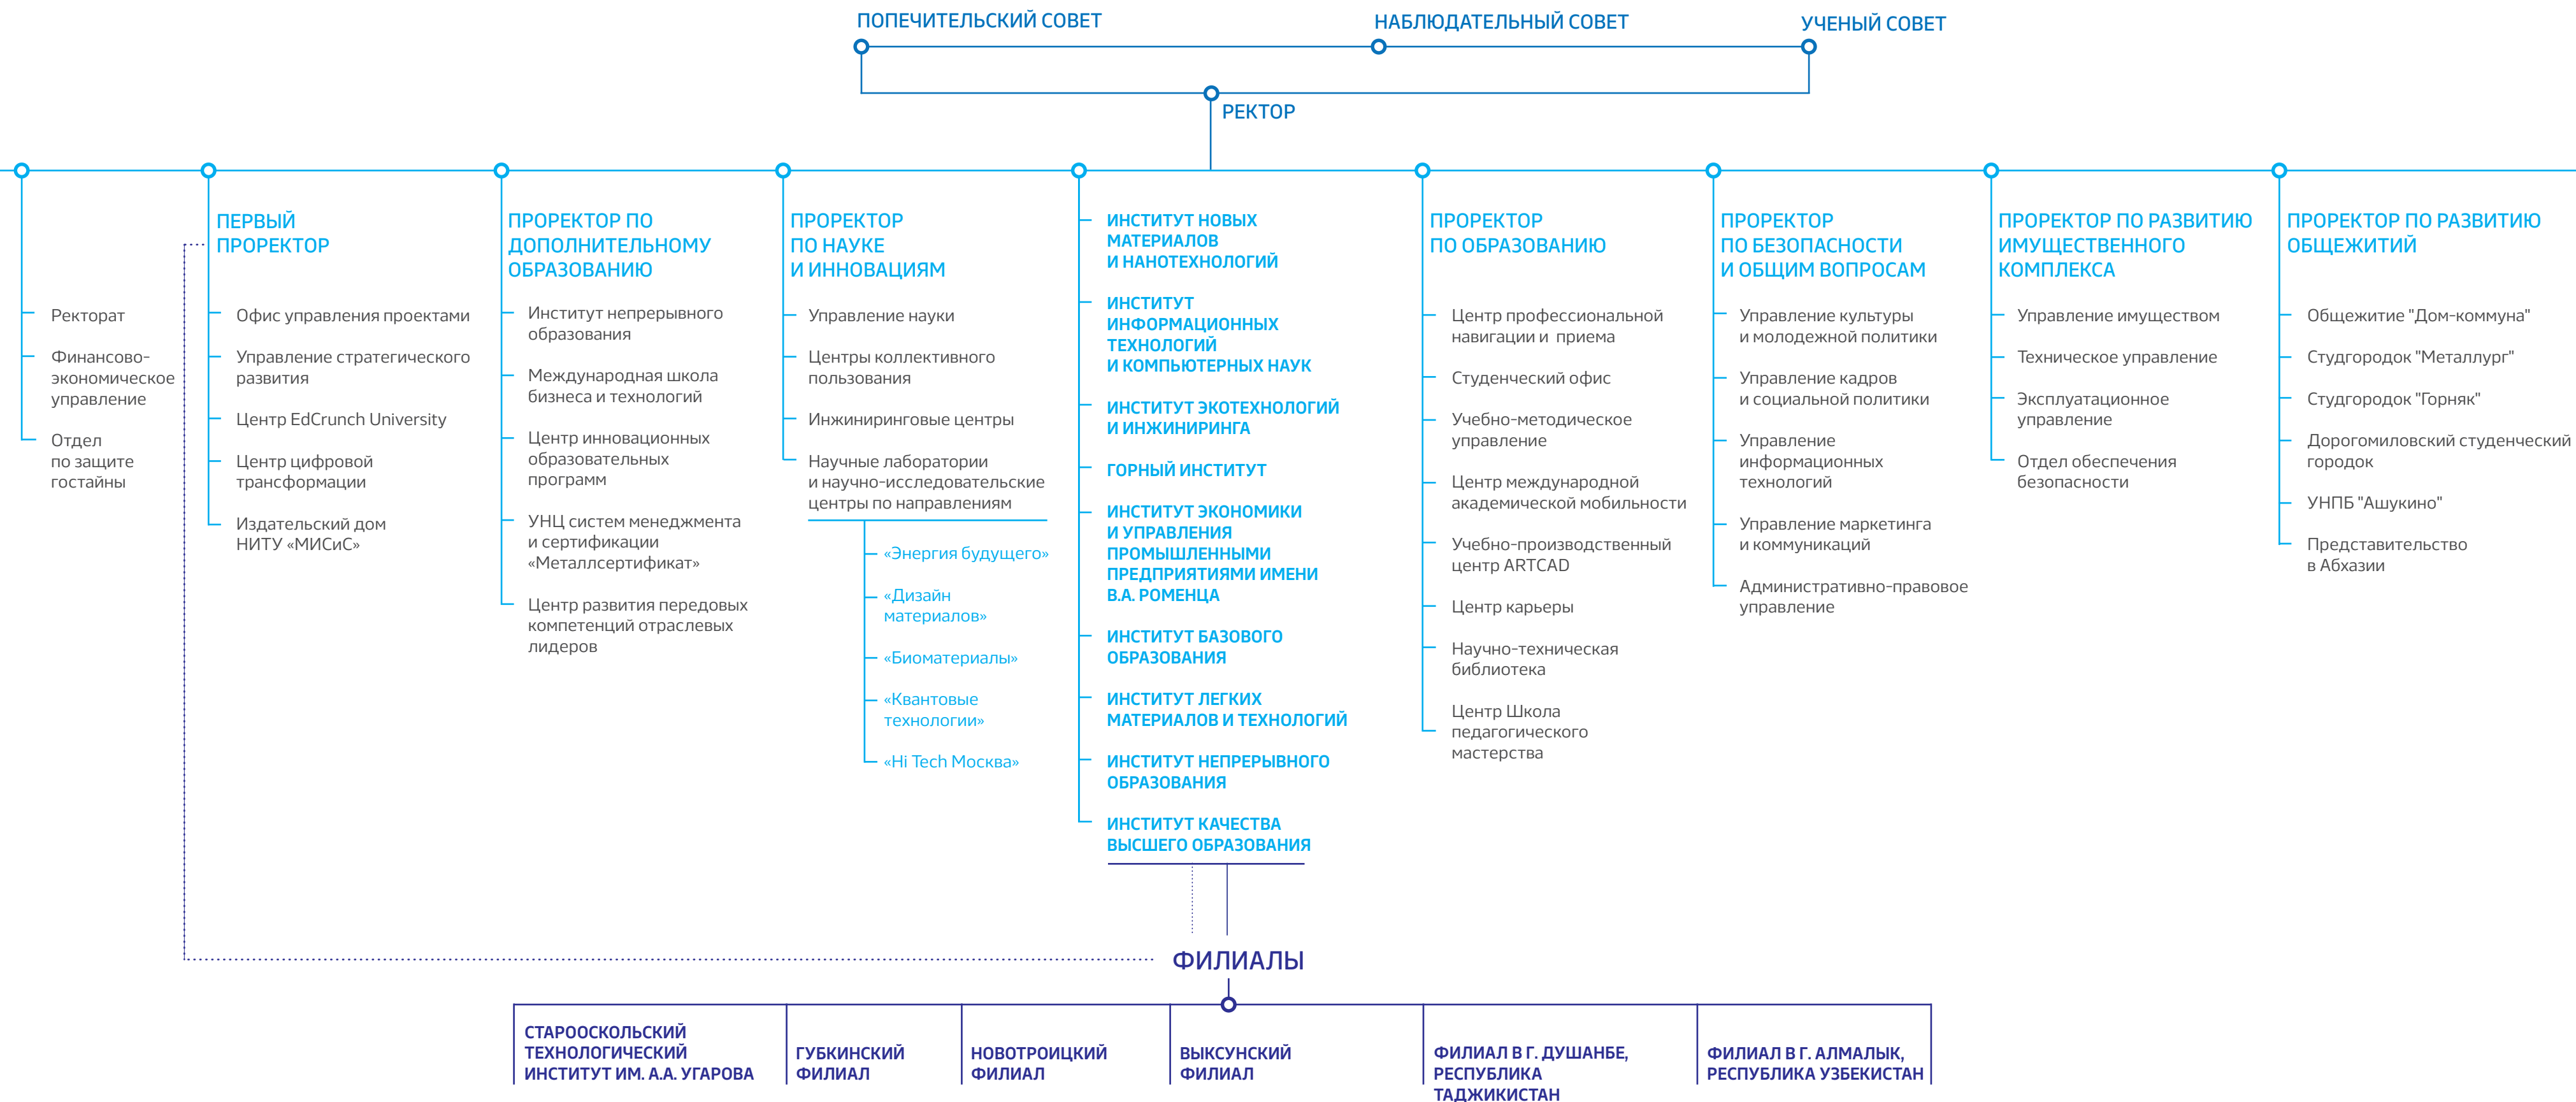 ПОПЕЧИТЕЛЬСКИЙ СОВЕТ
НАБЛЮДАТЕЛЬНЫЙ СОВЕТ
УЧЕНЫЙ СОВЕТ
РЕКТОР
Ректорат
Финансово-
экономическое
управление
Отдел
по защите
гостайны
ПЕРВЫЙ
ПРОРЕКТОР
Офис управления проектами
Управление стратегического
развития
Центр EdCrunch University
Центр цифровой
трансформации
Издательский дом
НИТУ «МИСиС»
ПРОРЕКТОР ПО
ДОПОЛНИТЕЛЬНОМУ
ОБРАЗОВАНИЮ
Институт непрерывного
образования
Международная школа
бизнеса и технологий
Центр инновационных
образовательных
программ
УНЦ систем менеджмента
и сертификации
«Металлсертификат»
Центр развития передовых
компетенций отраслевых
лидеров
ПРОРЕКТОР
ПО НАУКЕ
И ИННОВАЦИЯМ
Управление науки
Центры коллективного
пользования
Инжиниринговые центры
Научные лаборатории
и научно-исследовательские
центры по направлениям
«Энергия будущего»
«Дизайн
материалов»
«Биоматериалы»
«Квантовые
технологии»
«Hi Tech Москва»
ИНСТИТУТ НОВЫХ
МАТЕРИАЛОВ
И НАНОТЕХНОЛОГИЙ
ИНСТИТУТ
ИНФОРМАЦИОННЫХ
ТЕХНОЛОГИЙ
И КОМПЬЮТЕРНЫХ НАУК
ИНСТИТУТ ЭКОТЕХНОЛОГИЙ
И ИНЖИНИРИНГА
ГОРНЫЙ ИНСТИТУТ
ИНСТИТУТ ЭКОНОМИКИ
И УПРАВЛЕНИЯ
ПРОМЫШЛЕННЫМИ
ПРЕДПРИЯТИЯМИ ИМЕНИ
В.А. РОМЕНЦА
ИНСТИТУТ БАЗОВОГО
ОБРАЗОВАНИЯ
ИНСТИТУТ ЛЕГКИХ
МАТЕРИАЛОВ И ТЕХНОЛОГИЙ
ИНСТИТУТ НЕПРЕРЫВНОГО
ОБРАЗОВАНИЯ
ИНСТИТУТ КАЧЕСТВА
ВЫСШЕГО ОБРАЗОВАНИЯ
ПРОРЕКТОР
ПО ОБРАЗОВАНИЮ
Центр профессиональной
навигации и приема
Студенческий офис
Учебно-методическое
управление
Центр международной
академической мобильности
Учебно-производственный
центр ARTCAD
Центр карьеры
Научно-техническая
библиотека
Центр Школа
педагогического
мастерства
ПРОРЕКТОР
ПО БЕЗОПАСНОСТИ
И ОБЩИМ ВОПРОСАМ
Управление культуры
и молодежной политики
Управление кадров
и социальной политики
Управление
информационных
технологий
Управление маркетинга
и коммуникаций
Административно-правовое
управление
ПРОРЕКТОР ПО РАЗВИТИЮ
ИМУЩЕСТВЕННОГО
КОМПЛЕКСА
Управление имуществом
Техническое управление
Эксплуатационное
управление
Отдел обеспечения
безопасности
ПРОРЕКТОР ПО РАЗВИТИЮ
ОБЩЕЖИТИЙ
Общежитие "Дом-коммуна"
Студгородок "Металлург"
Студгородок "Горняк"
Дорогомиловский студенческий
городок
УНПБ "Ашукино"
Представительство
в Абхазии
ФИЛИАЛЫ
СТАРООСКОЛЬСКИЙ
ТЕХНОЛОГИЧЕСКИЙ
ИНСТИТУТ ИМ. А.А. УГАРОВА
ГУБКИНСКИЙ
ФИЛИАЛ
НОВОТРОИЦКИЙ
ФИЛИАЛ
ВЫКСУНСКИЙ
ФИЛИАЛ
ФИЛИАЛ В Г. ДУШАНБЕ,
РЕСПУБЛИКА
ТАДЖИКИСТАН
ФИЛИАЛ В Г. АЛМАЛЫК,
РЕСПУБЛИКА УЗБЕКИСТАН